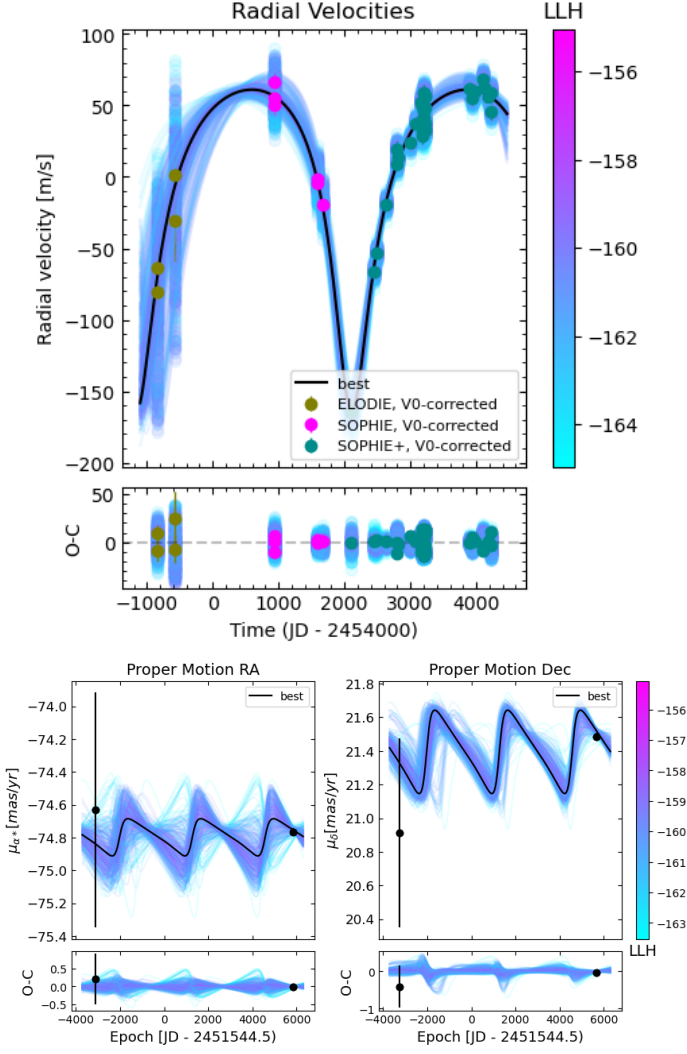 Radial Velocities
LLH
100
50
0
−50
−100
−150
−200
Radial velocity [m/s]
best
ELODIE, V0-corrected
SOPHIE, V0-corrected
SOPHIE+, V0-corrected
−156
−158
−160
−162
−164
50
0
O-C
−1000 0 1000 2000 3000 4000
Time (JD - 2454000)
Proper Motion RA
best
−74.0
−74.2
−74.4
−74.6
−74.8
−75.0
−75.2
−75.4
μα*[mas/yr]
0.5
0.0
−0.5
O-C
−4000 −2000 0 2000 4000 6000
Epoch [JD - 2451544.5]
Proper Motion Dec
best
21.8
21.6
21.4
21.2
21.0
20.8
20.6
20.4
μδ[mas/yr]
0
−1
O-C
−4000 −2000 0 2000 4000 6000
Epoch [JD - 2451544.5]
−156
−157
−158
−159
−160
−161
−162
−163
LLH